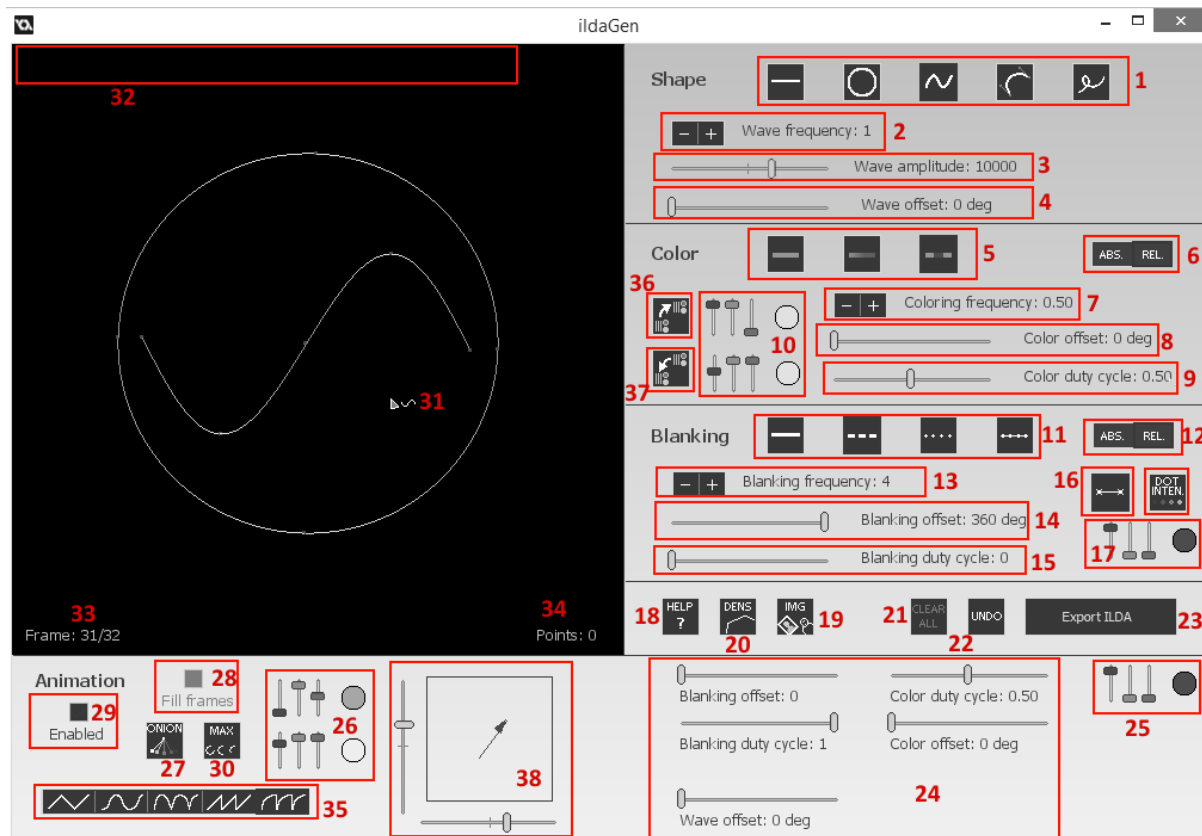 ildaGen
32
Shape
1
Wave frequency: 1
2
Wave amplitude: 10000
3
Wave offset: 0 deg
4
Color
5
ABS. REL.
6
36
Coloring frequency: 0.50
7
10
Color offset: 0 deg
8
37
Color duty cycle: 0.50
9
31
Blanking
11
ABS. REL.
12
Blanking frequency: 4
13
16
DOT
INTEN.
Blanking offset: 360 deg
14
Blanking duty cycle: 0
15
17
33
Frame: 31/32
34
Points: 0
18
HELP
?
DENS
20
IMG
19
21
CLEAR
ALL
UNDO
22
Export ILDA
23
Animation
28
Fill frames
29
Enabled
ONION
27
MAX
30
26
35
38
Blanking offset: 0
Color duty cycle: 0.50
Blanking duty cycle: 1
Color offset: 0 deg
24
Wave offset: 0 deg
25